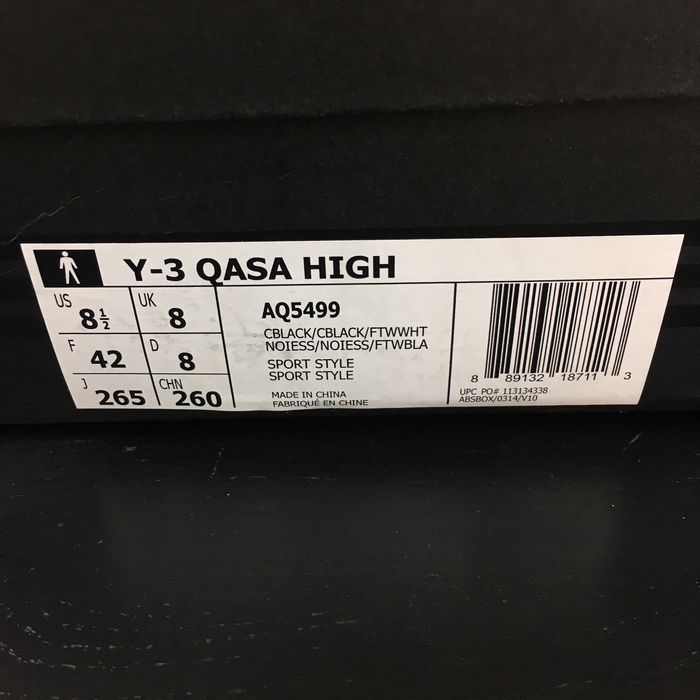 Y-3 QASA HIGH
US 8 1/2
UK 8
F 42
D 8
J 265
CHN 260
AQ5499
CBLACK/CBLACK/FTWWHT
NOIESS/NOIESS/FTWBLA
SPORT STYLE
SPORT STYLE
MADE IN CHINA
FABRIQUÉ EN CHINE
8 89132 18711 3
UPC PO# 113134338
ABSBOX/0314/V10